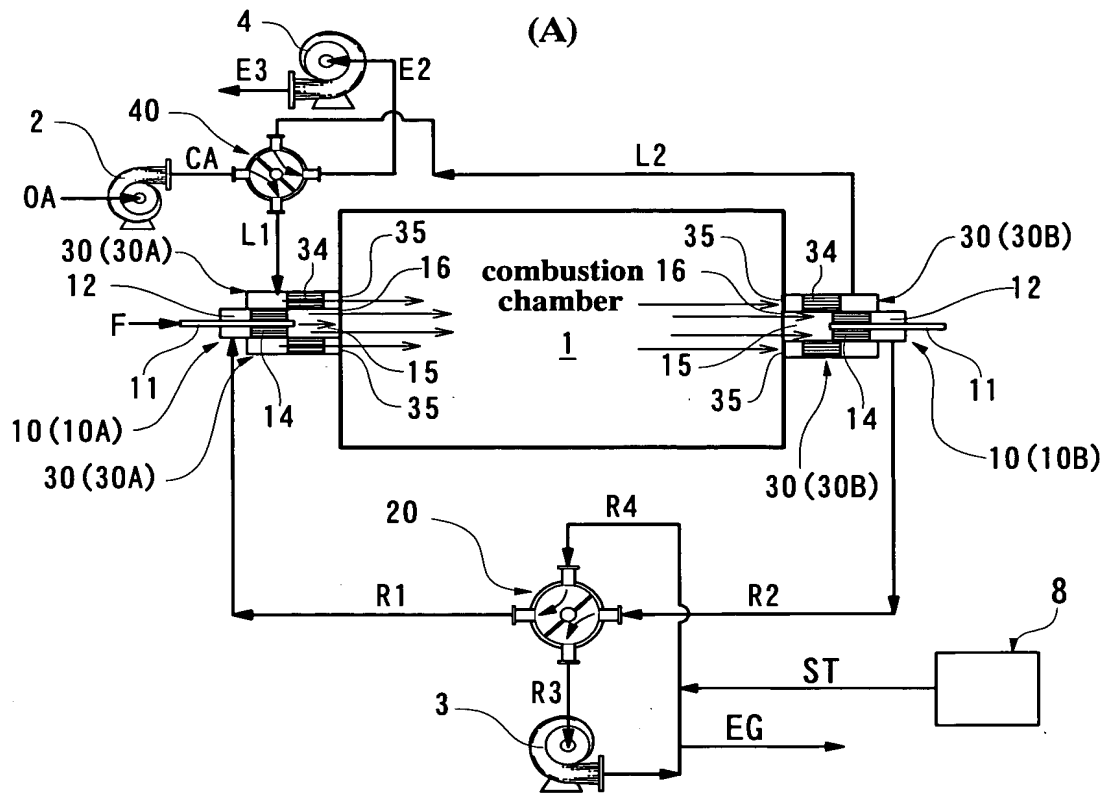 (A)
4
E3
E2
40
2
CA
L2
OA
L1
30(30A)
34
35
16
12
F
11
14
15
35
10(10A)
30(30A)
combustion
chamber
1
35
16
34
30(30B)
12
15
35
14
11
10(10B)
30(30B)
20
R4
R1
R2
8
R3
ST
3
EG